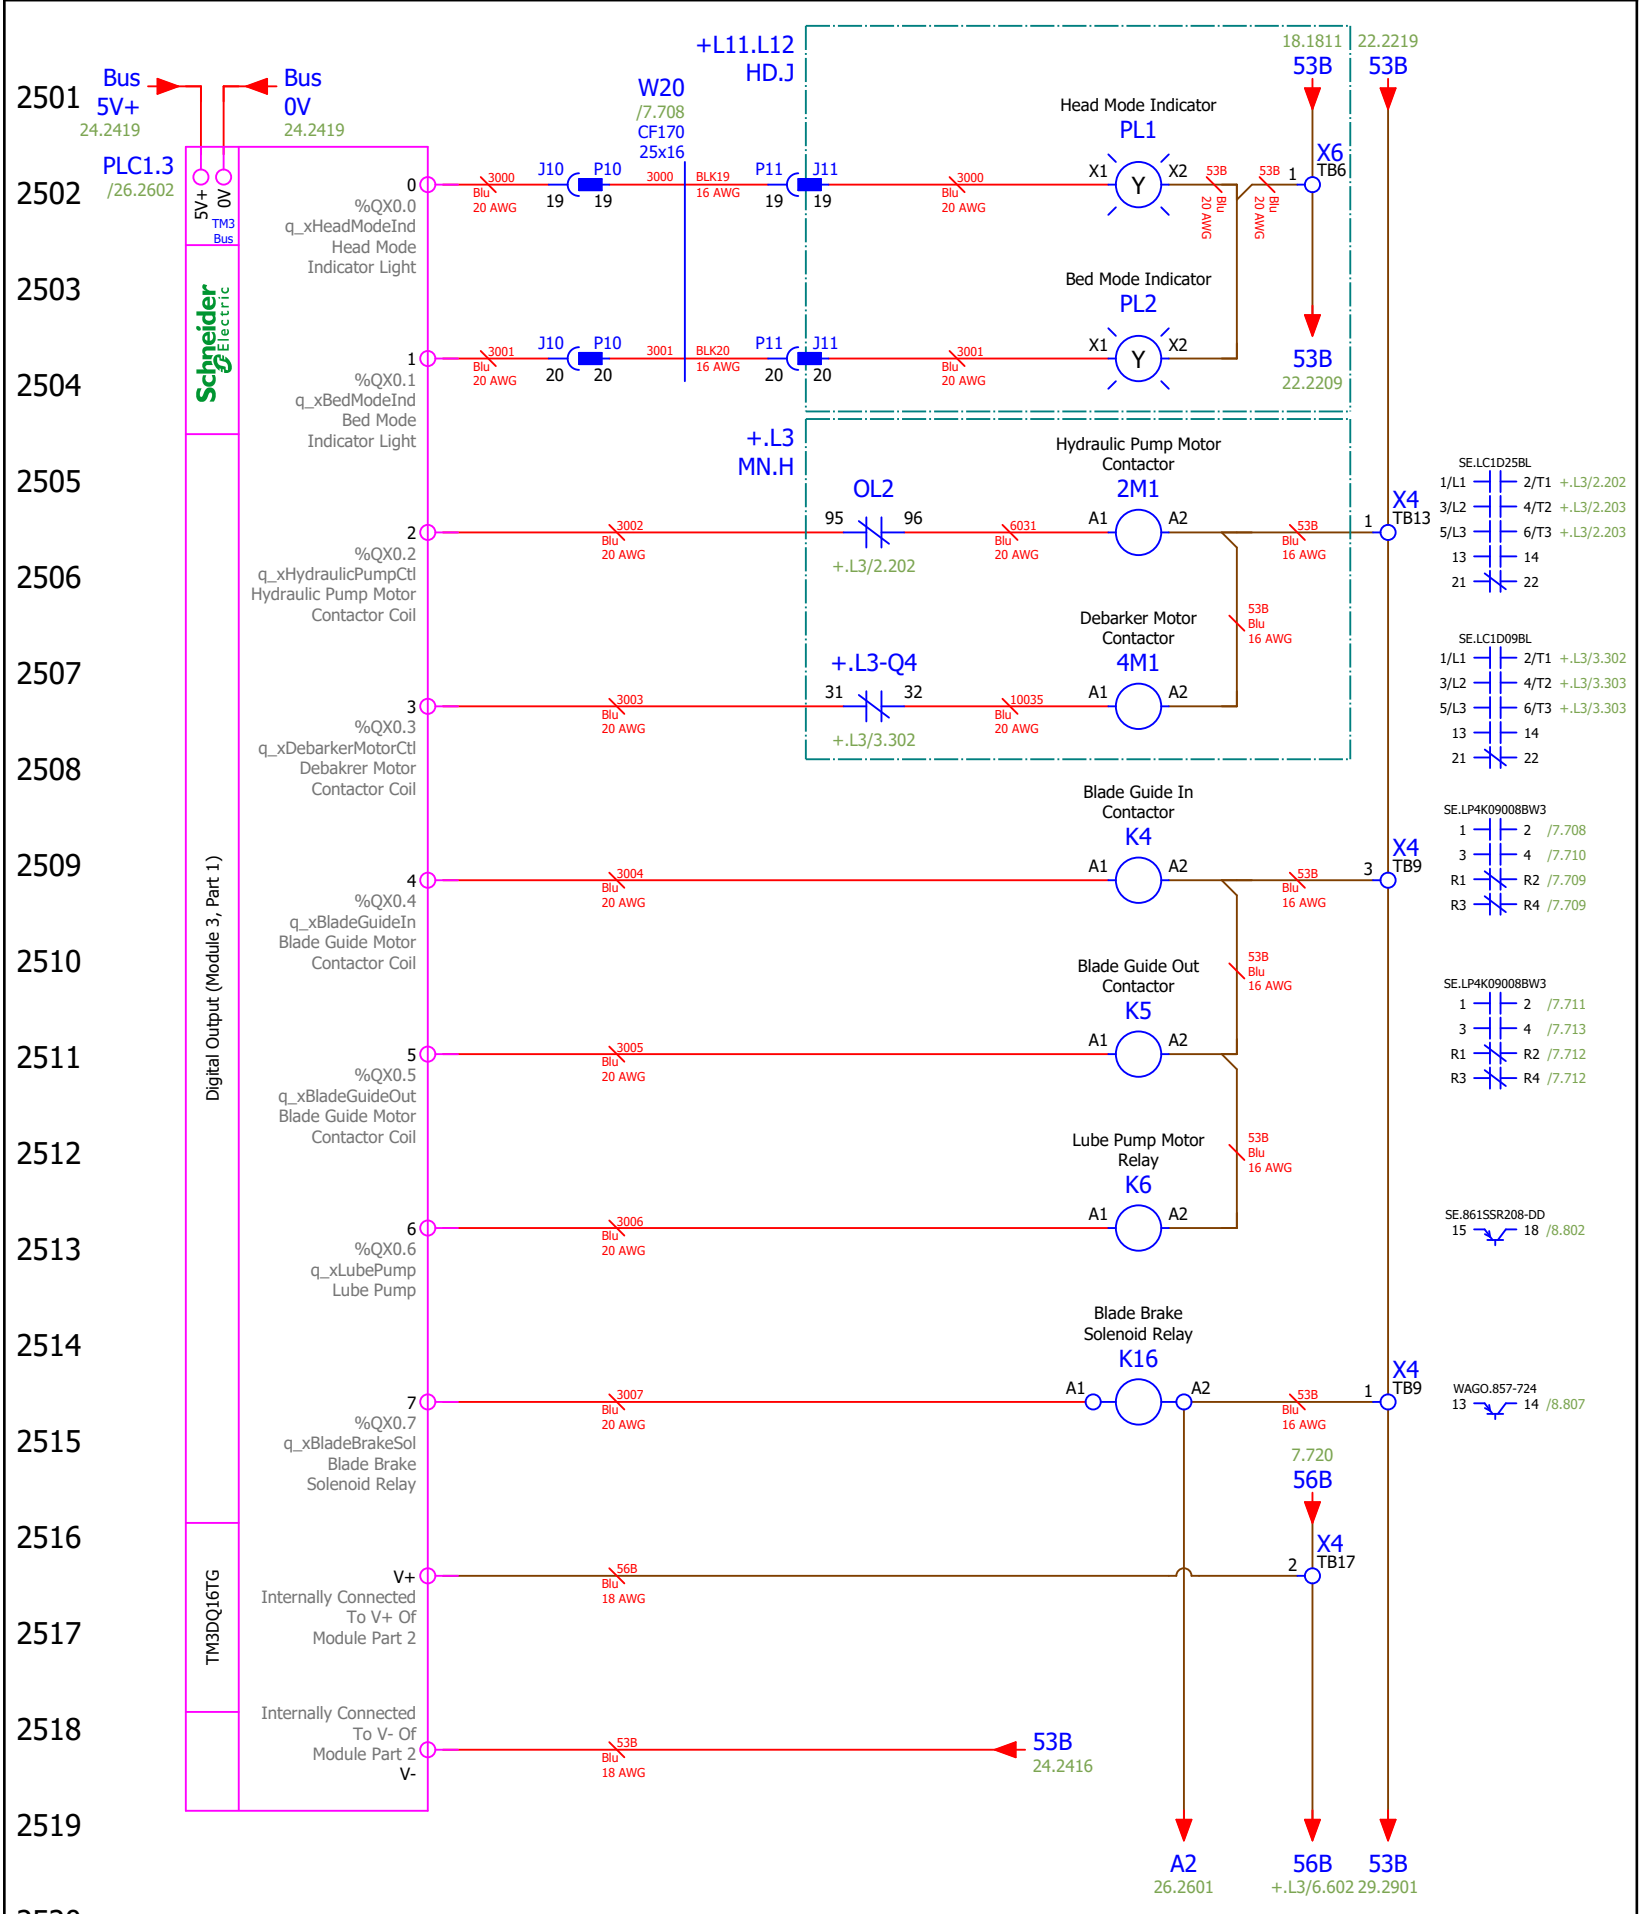 +L11.L12
HD.J
18.1811
53B
22.2219
53B
2501
Bus
5V+
24.2419
Bus
0V
24.2419
W20
/7.708
CF170
25x16
Head Mode Indicator
PL1
2502
PLC1.3
/26.2602
5V+
0V
TM3
Bus
0
%QX0.0
q_xHeadModeInd
Head Mode
Indicator Light
3000
Blu
20 AWG
J10
19
P10
19
3000
BLK19
16 AWG
P11
19
J11
19
3000
Blu
20 AWG
X1
Y
X2
53B
Blu
20 AWG
53B
Blu
20 AWG
1
X6
TB6
2503
Schneider
Electric
Bed Mode Indicator
PL2
2504
1
%QX0.1
q_xBedModeInd
Bed Mode
Indicator Light
3001
Blu
20 AWG
J10
20
P10
20
3001
BLK20
16 AWG
P11
20
J11
20
3001
Blu
20 AWG
X1
Y
X2
53B
22.2209
+.L3
MN.H
2505
Hydraulic Pump Motor
Contactor
2M1
OL2
95
96
+.L3/2.202
2
%QX0.2
q_xHydraulicPumpCtl
Hydraulic Pump Motor
Contactor Coil
3002
Blu
20 AWG
6031
Blu
20 AWG
A1
A2
53B
Blu
16 AWG
1
X4
TB13
SE.LC1D25BL
1/L1 2/T1 +.L3/2.202
3/L2 4/T2 +.L3/2.203
5/L3 6/T3 +.L3/2.203
13 14
21 22
2506
53B
Blu
16 AWG
2507
Debarker Motor
Contactor
4M1
+.L3-Q4
31
32
+.L3/3.302
3
%QX0.3
q_xDebarkerMotorCtl
Debakrer Motor
Contactor Coil
3003
Blu
20 AWG
10035
Blu
20 AWG
A1
A2
SE.LC1D09BL
1/L1 2/T1 +.L3/3.302
3/L2 4/T2 +.L3/3.303
5/L3 6/T3 +.L3/3.303
13 14
21 22
2508
Blade Guide In
Contactor
K4
2509
4
%QX0.4
q_xBladeGuideIn
Blade Guide Motor
Contactor Coil
3004
Blu
20 AWG
A1
A2
53B
Blu
16 AWG
3
X4
TB9
SE.LP4K09008BW3
1 2 /7.708
3 4 /7.710
R1 R2 /7.709
R3 R4 /7.709
Digital Output (Module 3, Part 1)
2510
53B
Blu
16 AWG
Blade Guide Out
Contactor
K5
2511
5
%QX0.5
q_xBladeGuideOut
Blade Guide Motor
Contactor Coil
3005
Blu
20 AWG
A1
A2
SE.LP4K09008BW3
1 2 /7.711
3 4 /7.713
R1 R2 /7.712
R3 R4 /7.712
2512
53B
Blu
16 AWG
Lube Pump Motor
Relay
K6
2513
6
%QX0.6
q_xLubePump
Lube Pump
3006
Blu
20 AWG
A1
A2
SE.861SSR208-DD
15 18 /8.802
2514
Blade Brake
Solenoid Relay
K16
7
%QX0.7
q_xBladeBrakeSol
Blade Brake
Solenoid Relay
3007
Blu
20 AWG
A1
A2
53B
Blu
16 AWG
1
X4
TB9
WAGO.857-724
13 14 /8.807
2515
7.720
56B
2516
TM3DQ16TG
V+
Internally Connected
To V+ Of
Module Part 2
56B
Blu
18 AWG
2
X4
TB17
2517
2518
Internally Connected
To V- Of
Module Part 2
V-
53B
Blu
18 AWG
53B
24.2416
2519
A2
26.2601
56B
+.L3/6.602
53B
29.2901